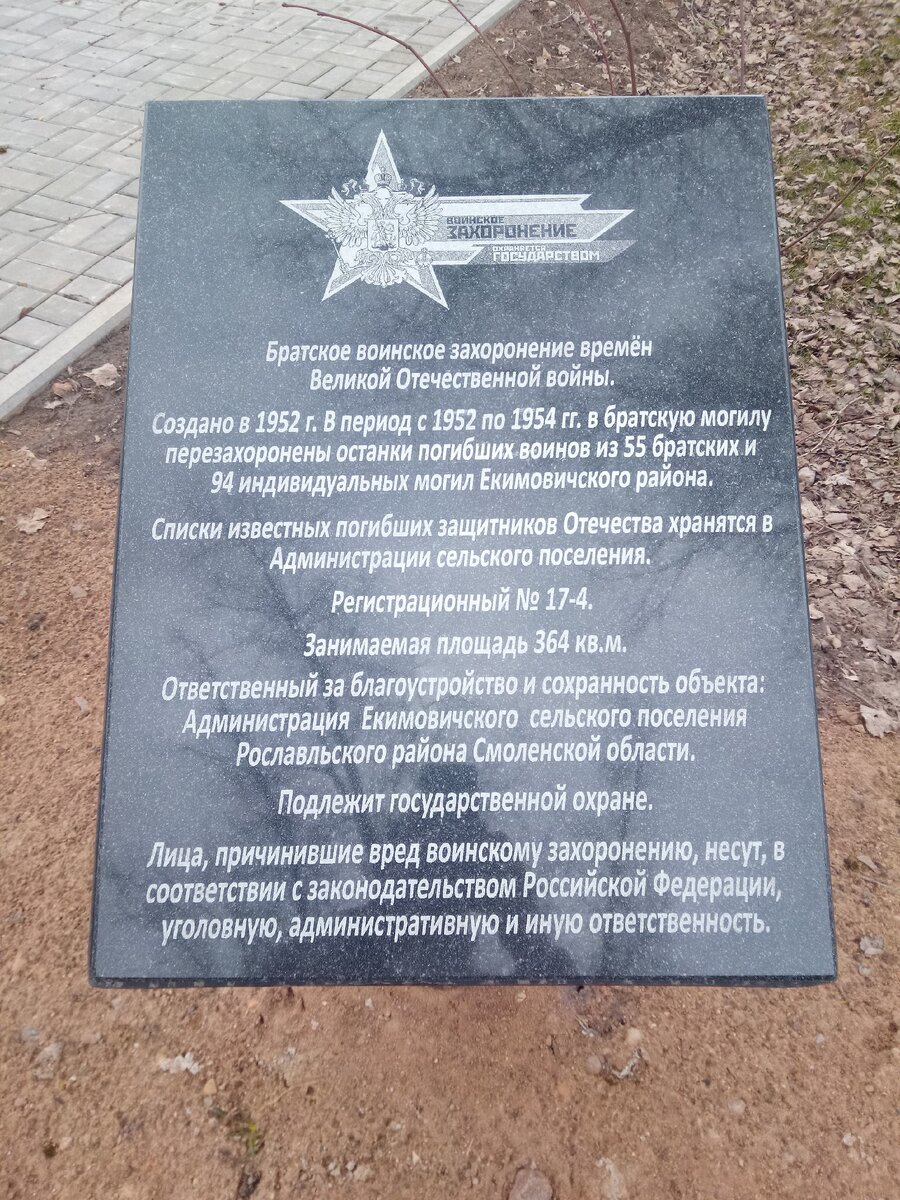 ВОИНСКОЕ
ЗАХОРОНЕНИЕ
ОХРАНЯЕТСЯ
ГОСУДАРСТВОМ
Братское воинское захоронение времён
Великой Отечественной войны.
Создано в 1952 г. В период с 1952 по 1954 гг. в братскую могилу
перезахоронены останки погибших воинов из 55 братских и
94 индивидуальных могил Екимовичского района.
Списки известных погибших защитников Отечества хранятся в
Администрации сельского поселения.
Регистрационный № 17-4.
Занимаемая площадь 364 кв.м.
Ответственный за благоустройство и сохранность объекта:
Администрация Екимовичского сельского поселения
Рославльского района Смоленской области.
Подлежит государственной охране.
Лица, причинившие вред воинскому захоронению, несут, в
соответствии с законодательством Российской Федерации,
уголовную, административную и иную ответственность.